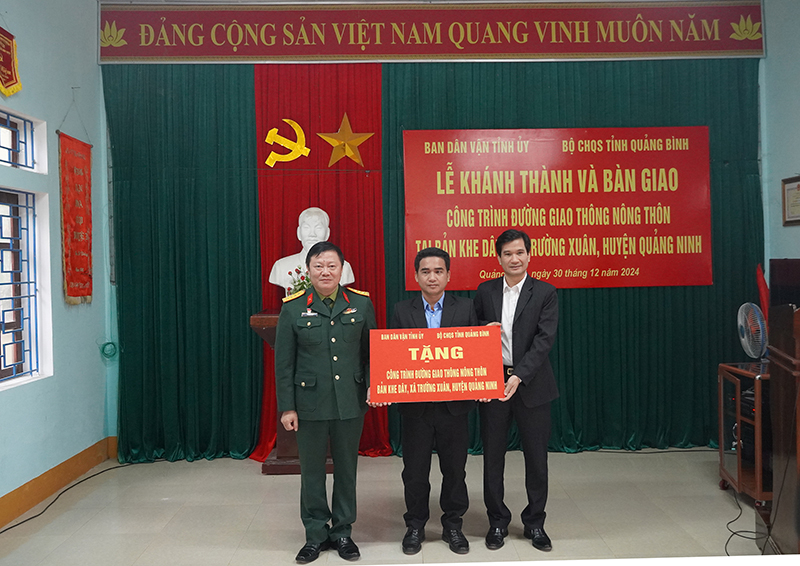 ĐẢNG CỘNG SẢN VIỆT NAM QUANG VINH MUÔN NĂM
BAN DÂN VẬN TỈNH ỦY BỘ CHQS TỈNH QUẢNG BÌNH
LỄ KHÁNH THÀNH VÀ BÀN GIAO
CÔNG TRÌNH ĐƯỜNG GIAO THÔNG NÔNG THÔN
TẠI BẢN KHE DÂY, TRƯỜNG XUÂN, HUYỆN QUẢNG NINH
Quảng ngày 30 tháng 12 năm 2024
BAN DÂN VẬN TỈNH ỦY BỘ CHQS TỈNH QUẢNG BÌNH
TẶNG
CÔNG TRÌNH ĐƯỜNG GIAO THÔNG NÔNG THÔN
BẢN KHE DÂY, XÃ TRƯỜNG XUÂN, HUYỆN QUẢNG NINH